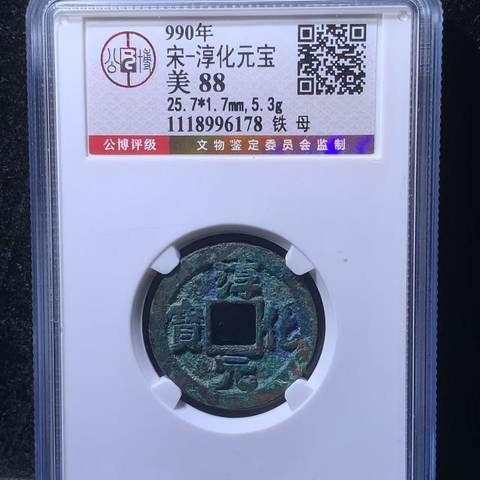 990年
宋-淳化元宝
美 88
25.7*1.7mm,5.3g
1118996178 铁 母
公博
公博评级
文物鉴定委员会监制
淳化元寳